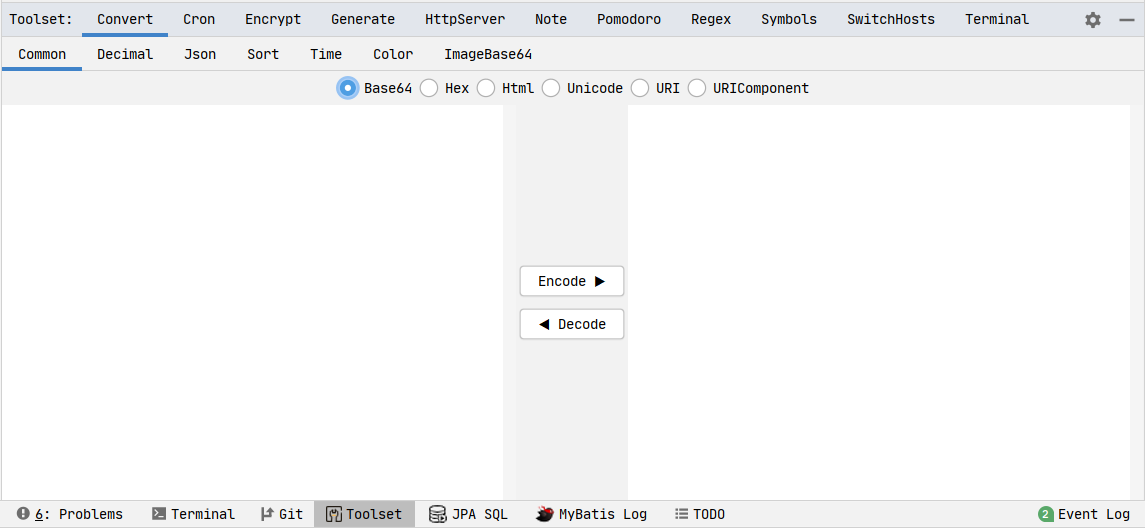 Toolset: Convert Cron Encrypt Generate HttpServer Note Pomodoro Regex Symbols SwitchHosts Terminal
Common Decimal Json Sort Time Color ImageBase64
Base64 Hex Html Unicode URI URIComponent
Encode ▶
◀ Decode
6: Problems Terminal Git Toolset JPA SQL MyBatis Log TODO 2 Event Log